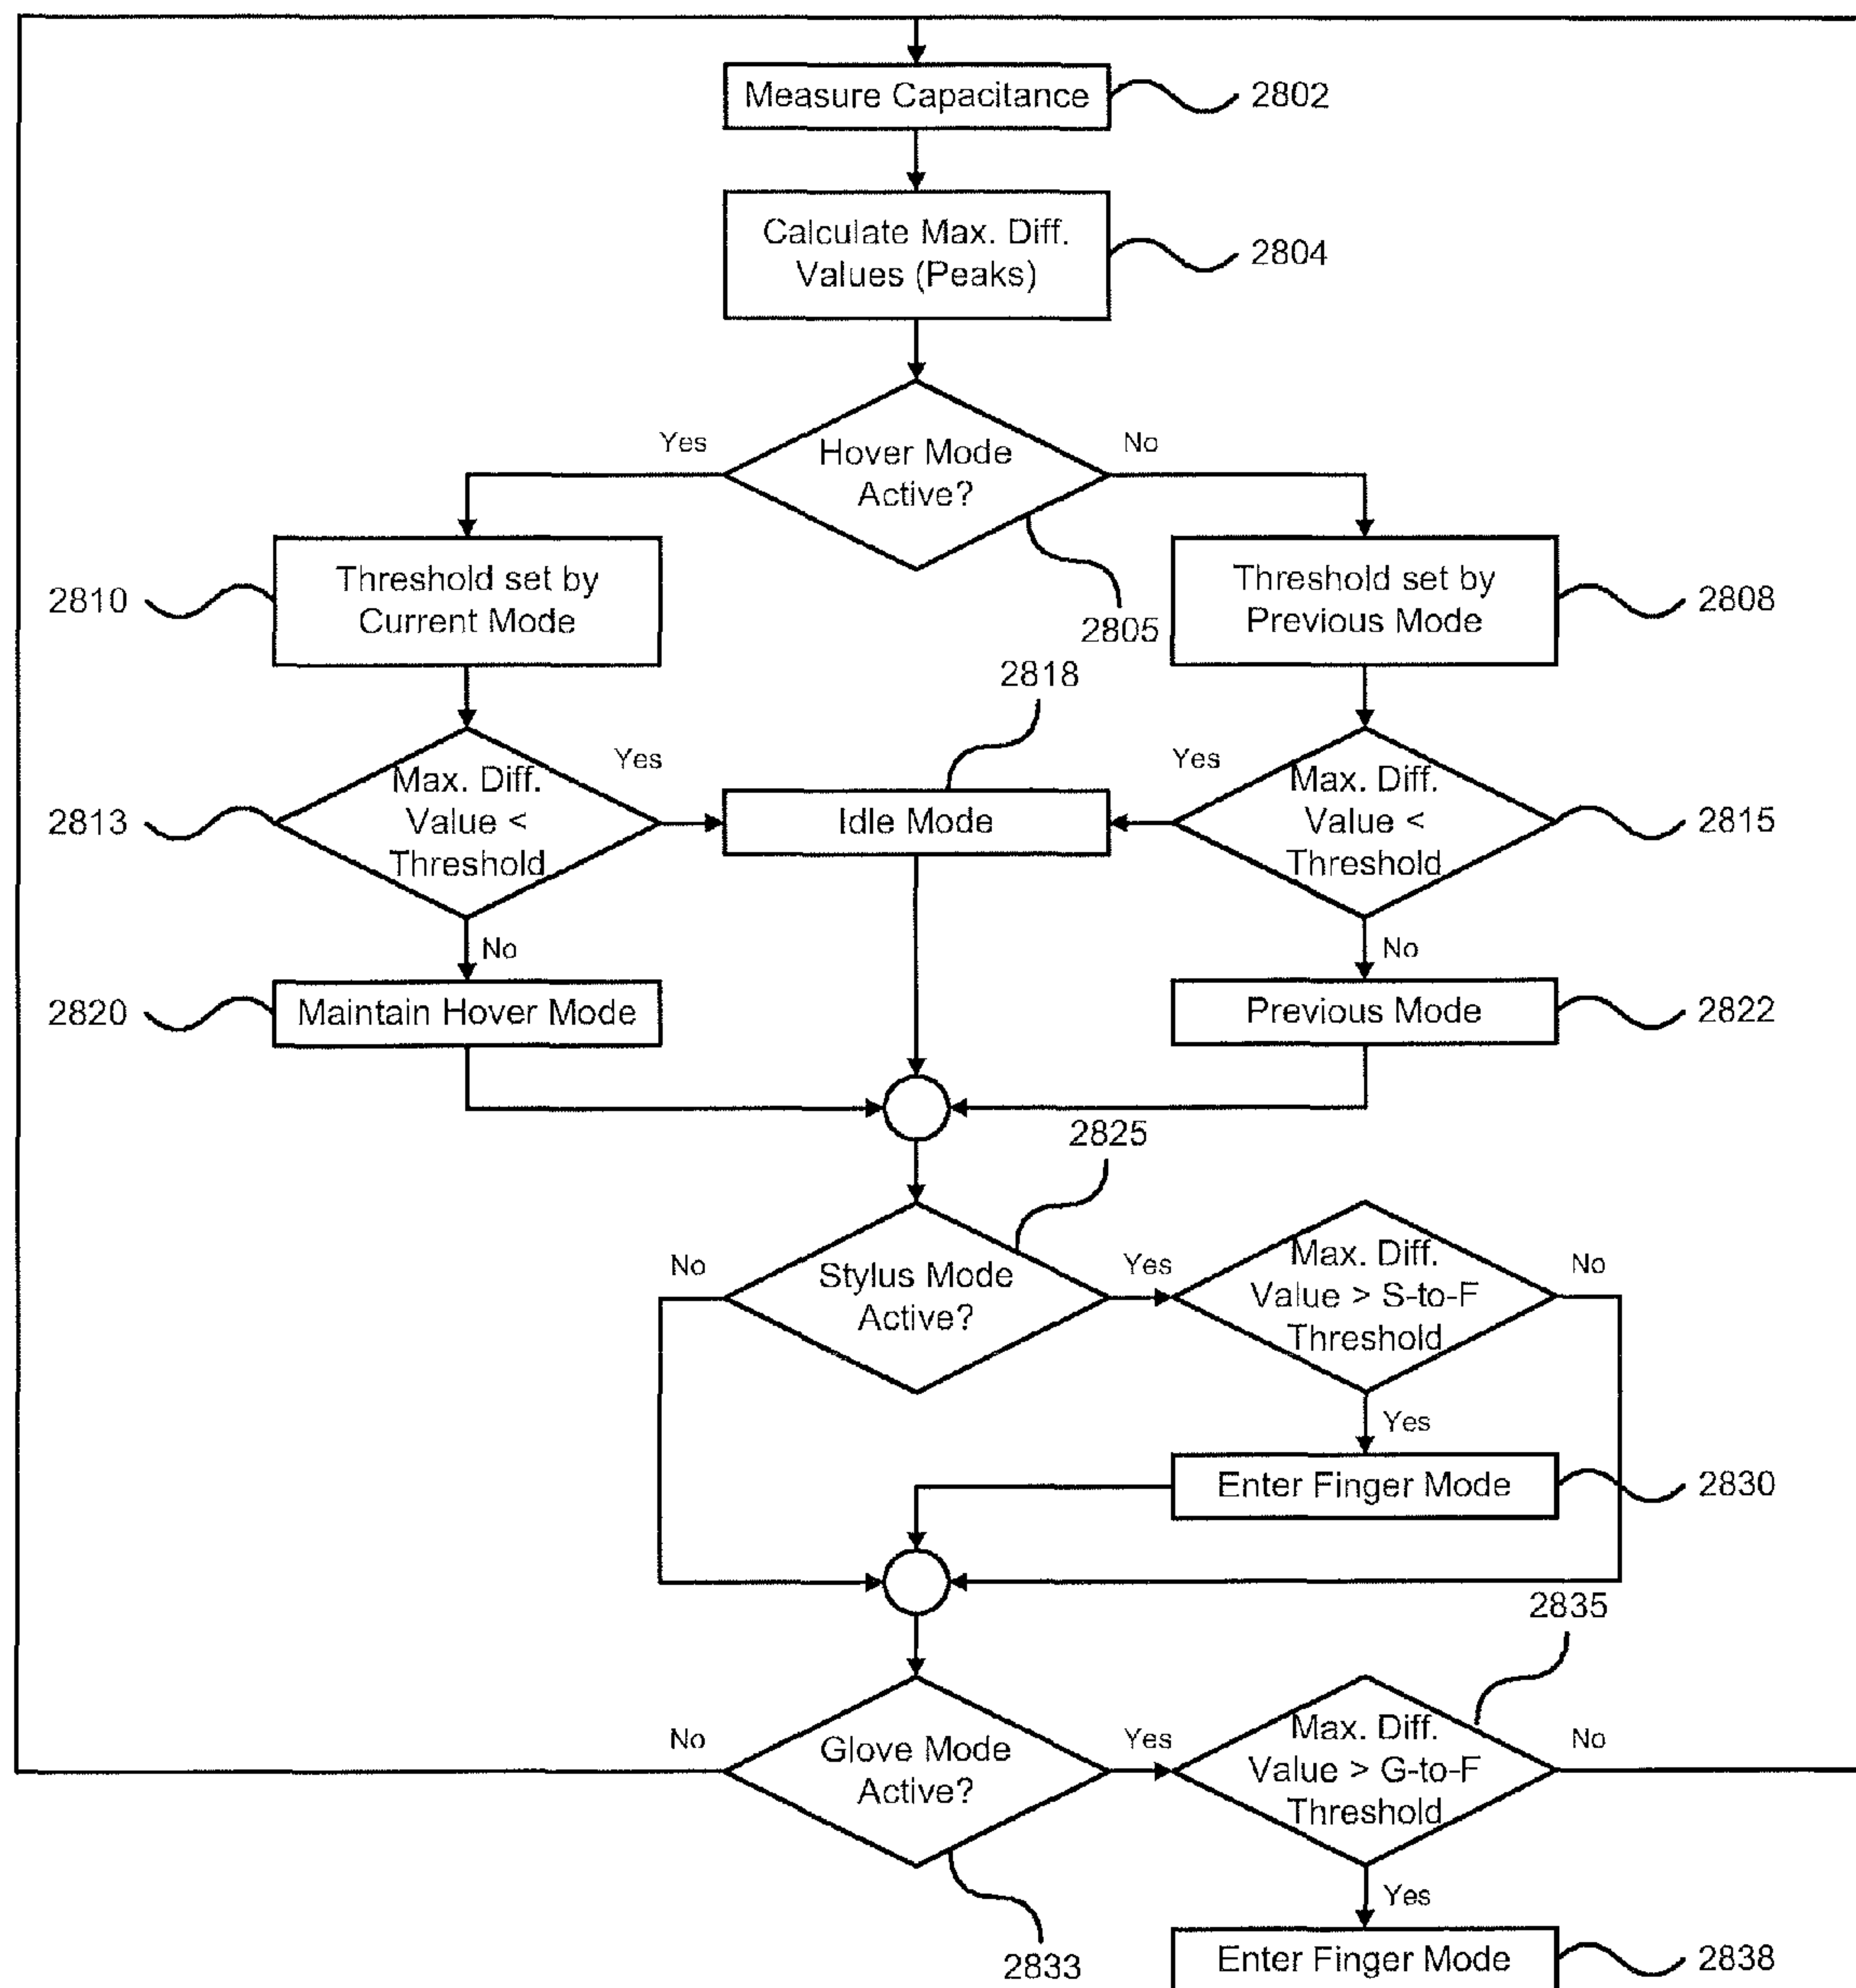 Measure Capacitance
2802
Calculate Max. Diff.
Values (Peaks)
2804
Yes
Hover Mode
Active?
No
2805
2810
Threshold set by
Current Mode
Threshold set by
Previous Mode
2808
2818
2813
Max. Diff.
Value <
Threshold
Yes
Idle Mode
Yes
Max. Diff.
Value <
Threshold
2815
No
No
2820
Maintain Hover Mode
Previous Mode
2822
2825
No
Stylus Mode
Active?
Yes
Max. Diff.
Value > S-to-F
Threshold
No
Yes
Enter Finger Mode
2830
2835
No
Glove Mode
Active?
Yes
Max. Diff.
Value > G-to-F
Threshold
No
Yes
2833
Enter Finger Mode
2838